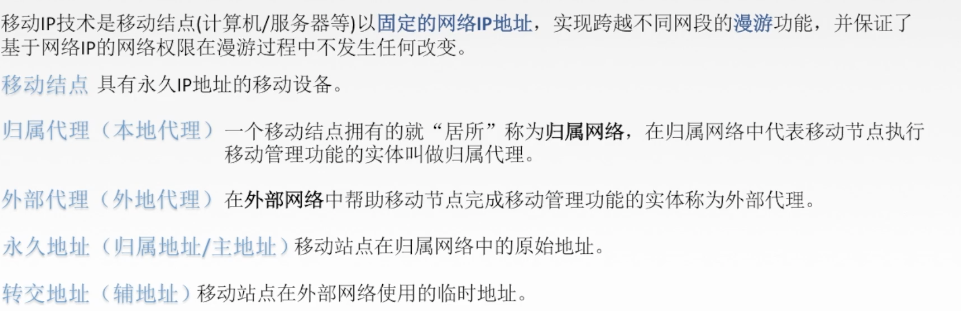 移动IP技术是移动结点(计算机/服务器等)以固定的网络IP地址，实现跨越不同网段的漫游功能，并保证了
基于网络IP的网络权限在漫游过程中不发生任何改变。
移动结点 具有永久IP地址的移动设备。
归属代理（本地代理）一个移动结点拥有的就“居所”称为归属网络，在归属网络中代表移动节点执行
移动管理功能的实体叫做归属代理。
外部代理（外地代理）在外部网络中帮助移动节点完成移动管理功能的实体称为外部代理。
永久地址（归属地址/主地址）移动站点在归属网络中的原始地址。
转交地址（辅地址）移动站点在外部网络使用的临时地址。